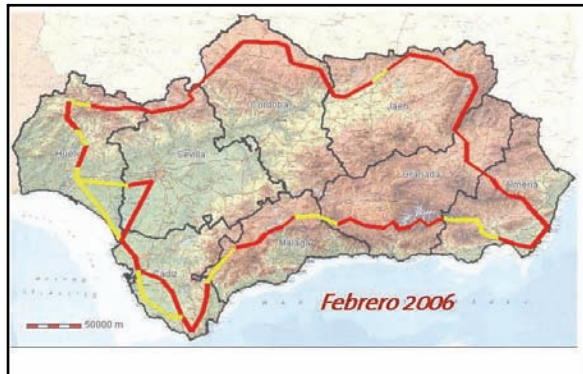 Córdoba
Jaén
Huelva
Sevilla
Granada
Almería
Málaga
Cádiz
Febrero 2006
50000 m